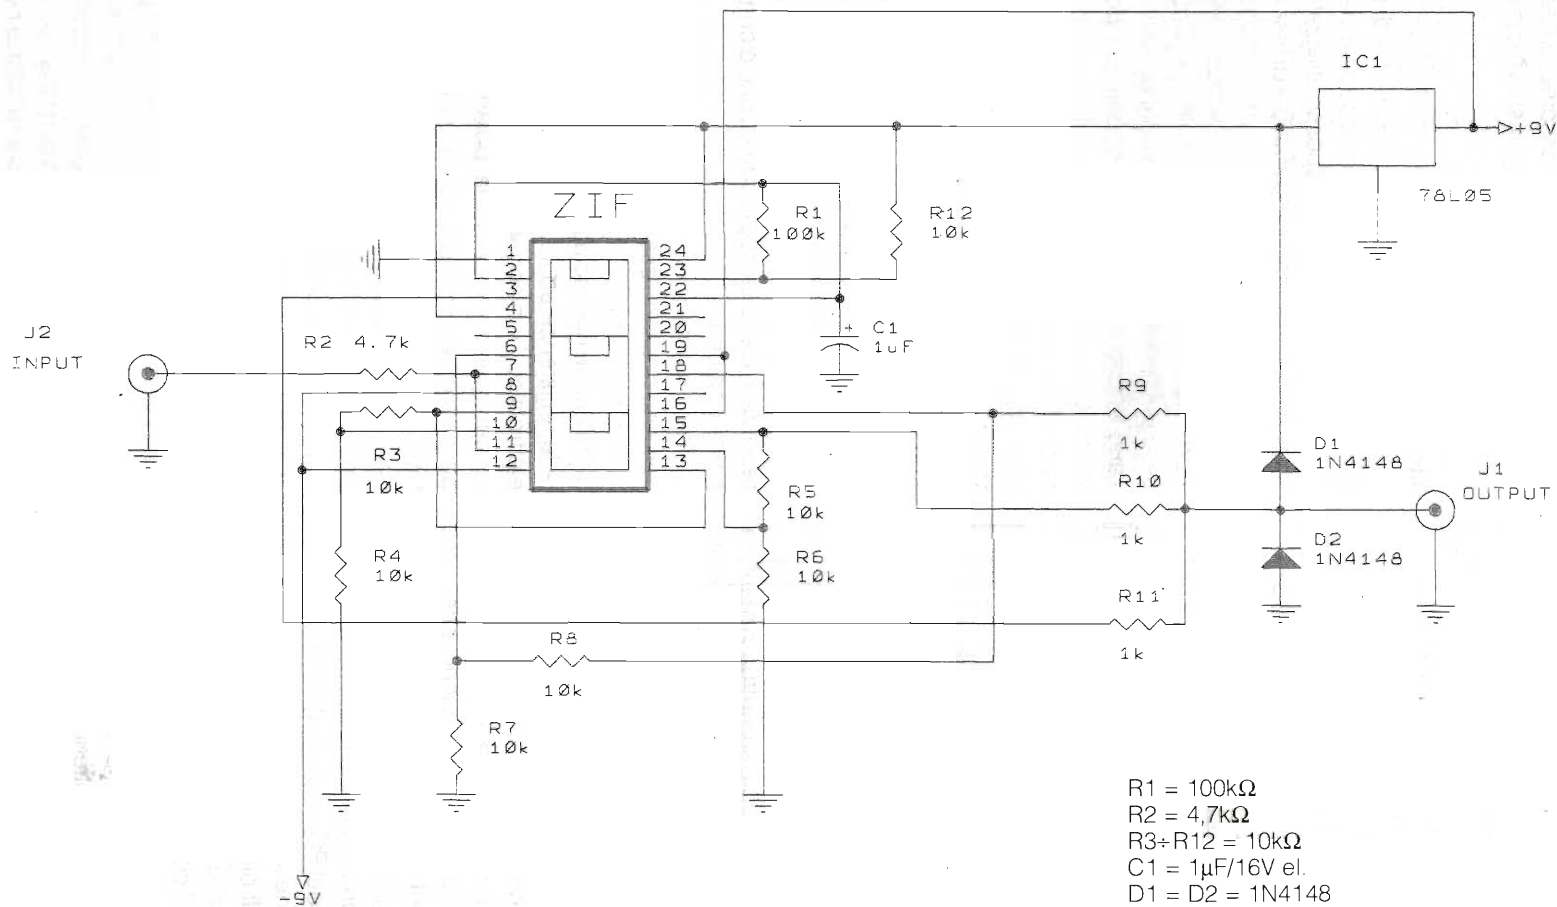 IC1
+9V
78L05
ZIF
R1
100k
R12
10k
1
2
3
4
5
6
7
8
9
10
11
12
24
23
22
21
20
19
18
17
16
15
14
13
J2
INPUT
R2 4.7k
+
C1
1uF
R3
10k
R4
10k
R5
10k
R6
10k
R7
10k
R8
10k
R9
1k
R10
1k
R11
1k
D1
1N4148
D2
1N4148
J1
OUTPUT
-9V
R1 = 100kΩ
R2 = 4,7kΩ
R3÷R12 = 10kΩ
C1 = 1µF/16V el.
D1 = D2 = 1N4148